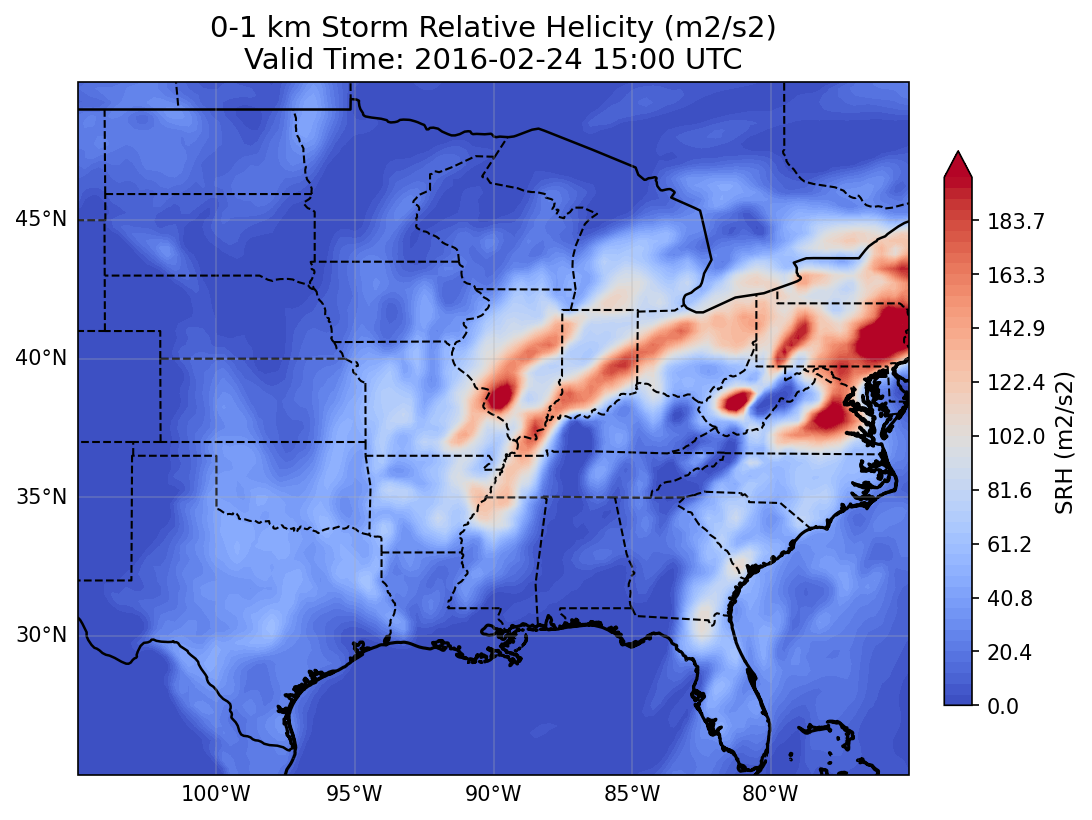 0-1 km Storm Relative Helicity (m2/s2)
Valid Time: 2016-02-24 15:00 UTC
45°N
40°N
35°N
30°N
100°W
95°W
90°W
85°W
80°W
183.7
163.3
142.9
122.4
102.0
81.6
61.2
40.8
20.4
0.0
SRH (m2/s2)